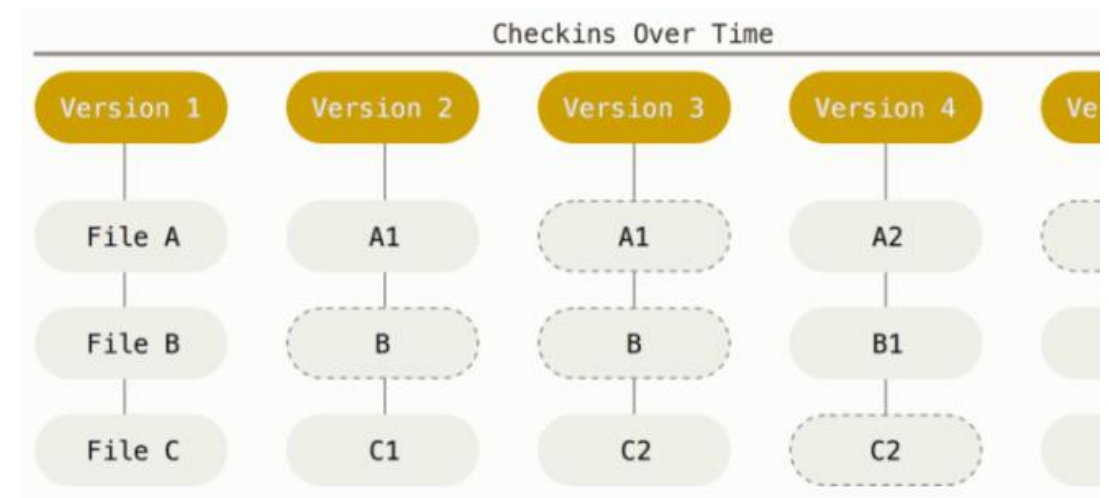 Checkins Over Time
Version 1 Version 2 Version 3 Version 4 Ve
File A A1 A1 A2
File B B B B1
File C C1 C2 C2